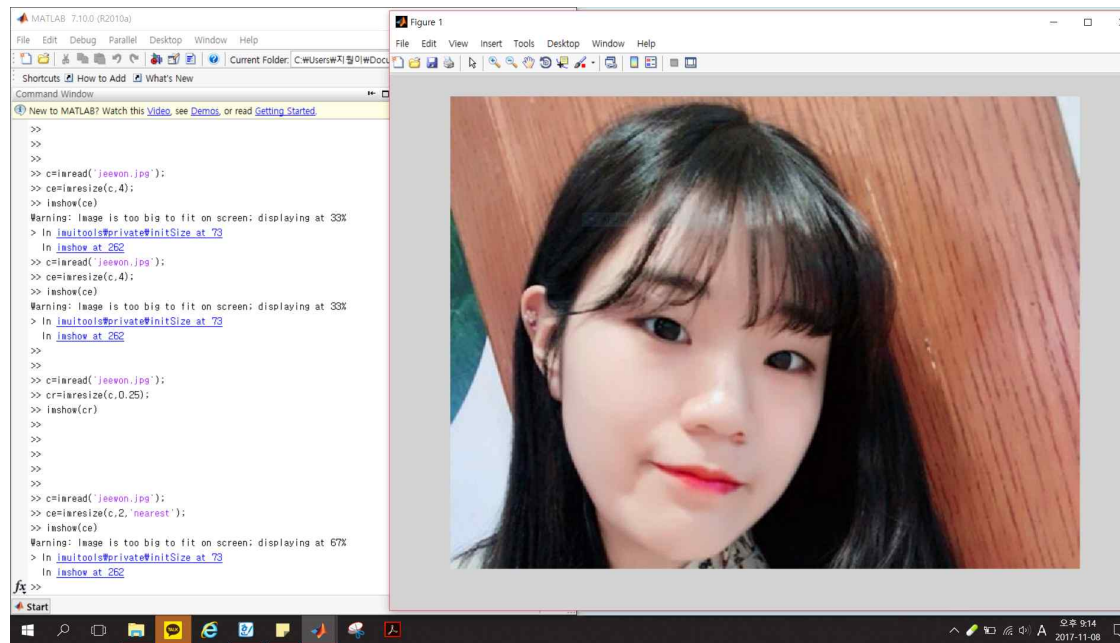 MATLAB 7.10.0 (R2010a)
File Edit Debug Parallel Desktop Window Help
Current Folder: C:₩Users₩지월이₩Docu
Shortcuts How to Add What's New
Command Window
New to MATLAB? Watch this Video, see Demos, or read Getting Started.
>>
>>
>>
>> c=imread('jeewon.jpg');
>> ce=imresize(c,4);
>> imshow(ce)
Warning: Image is too big to fit on screen; displaying at 33%
> In imuitools₩private₩initSize at 73
In imshow at 262
>> c=imread('jeewon.jpg');
>> ce=imresize(c,4);
>> imshow(ce)
Warning: Image is too big to fit on screen; displaying at 33%
> In imuitools₩private₩initSize at 73
In imshow at 262
>>
>>
>> c=imread('jeewon.jpg');
>> cr=imresize(c,0.25);
>> imshow(cr)
>>
>>
>>
>>
>> c=imread('jeewon.jpg');
>> ce=imresize(c,2,'nearest');
>> imshow(ce)
Warning: Image is too big to fit on screen; displaying at 67%
> In imuitools₩private₩initSize at 73
In imshow at 262
fx >>
Start
Figure 1
File Edit View Insert Tools Desktop Window Help
TALK
A
오후 9:14
2017-11-08